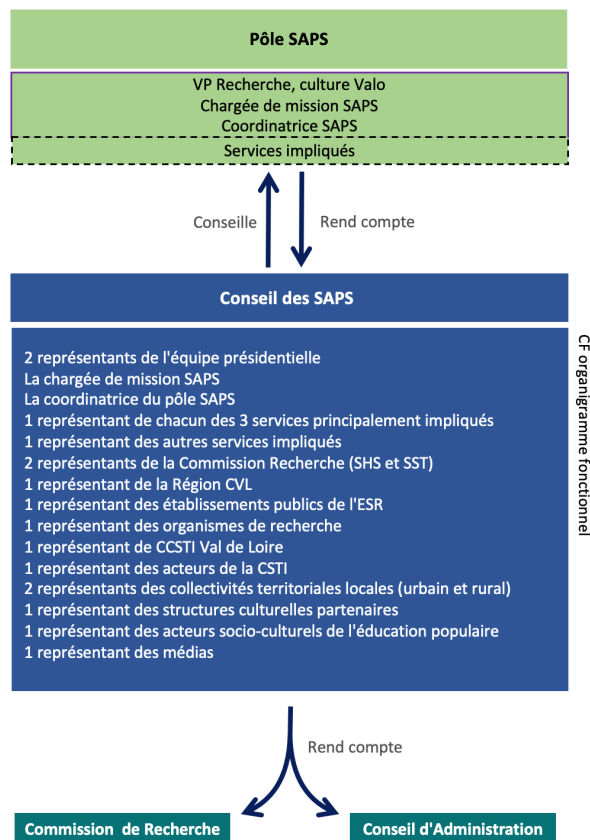 Pôle SAPS
VP Recherche, culture Valo
Chargée de mission SAPS
Coordinatrice SAPS
Services impliqués
Conseille
Rend compte
Conseil des SAPS
2 représentants de l'équipe présidentielle
La chargée de mission SAPS
La coordinatrice du pôle SAPS
1 représentant de chacun des 3 services principalement impliqués
1 représentant des autres services impliqués
2 représentants de la Commission Recherche (SHS et SST)
1 représentant de la Région CVL
1 représentant des établissements publics de l'ESR
1 représentant des organismes de recherche
1 représentant de CCSTI Val de Loire
1 représentant des acteurs de la CSTI
2 représentants des collectivités territoriales locales (urbain et rural)
1 représentant des structures culturelles partenaires
1 représentant des acteurs socio-culturels de l'éducation populaire
1 représentant des médias
CF organigramme fonctionnel
Rend compte
Commission de Recherche
Conseil d'Administration